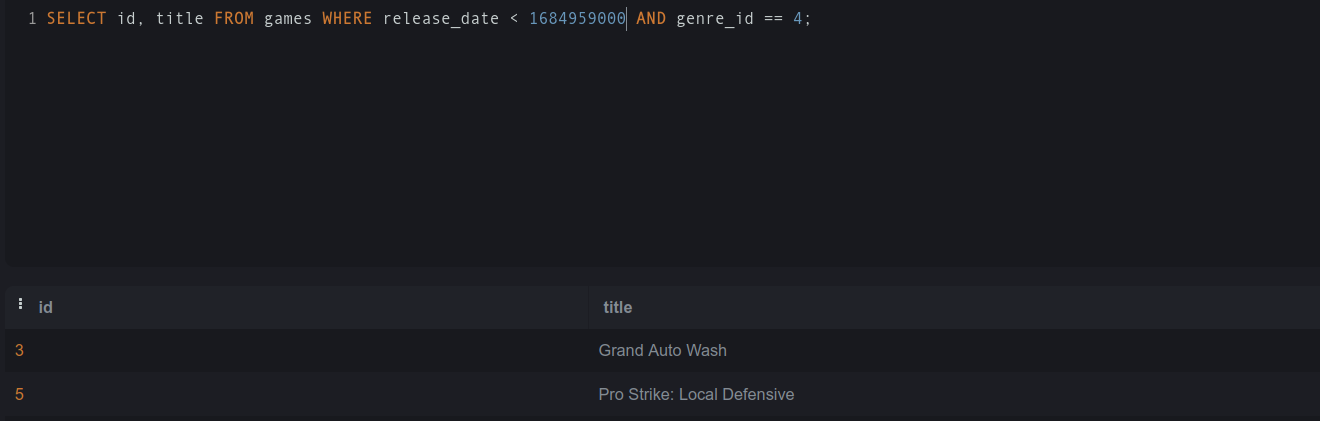 1 SELECT id, title FROM games WHERE release_date < 1684959000 AND genre_id == 4;
id title
3 Grand Auto Wash
5 Pro Strike: Local Defensive